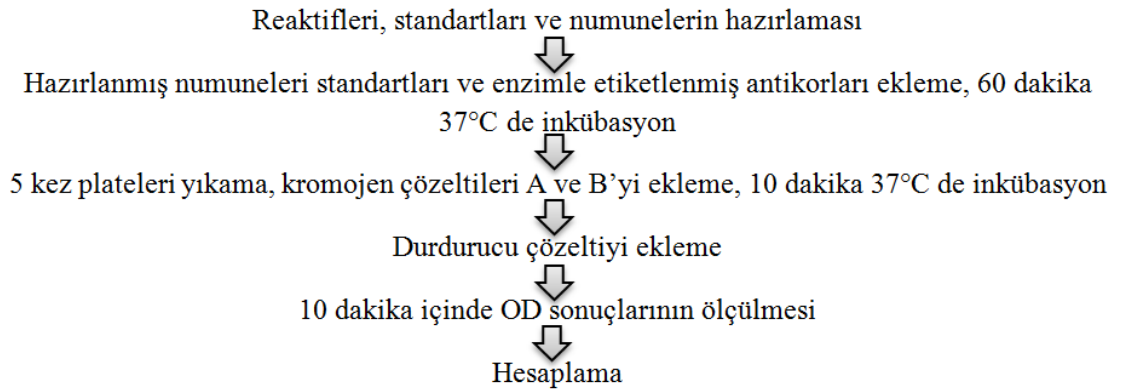 Reaktifleri, standartları ve numunelerin hazırlaması
Hazırlanmış numuneleri standartları ve enzimle etiketlenmiş antikorları ekleme, 60 dakika
37°C de inkübasyon
5 kez plateleri yıkama, kromojen çözeltileri A ve B’yi ekleme, 10 dakika 37°C de inkübasyon
Durdurucu çözeltiyi ekleme
10 dakika içinde OD sonuçlarının ölçülmesi
Hesaplama